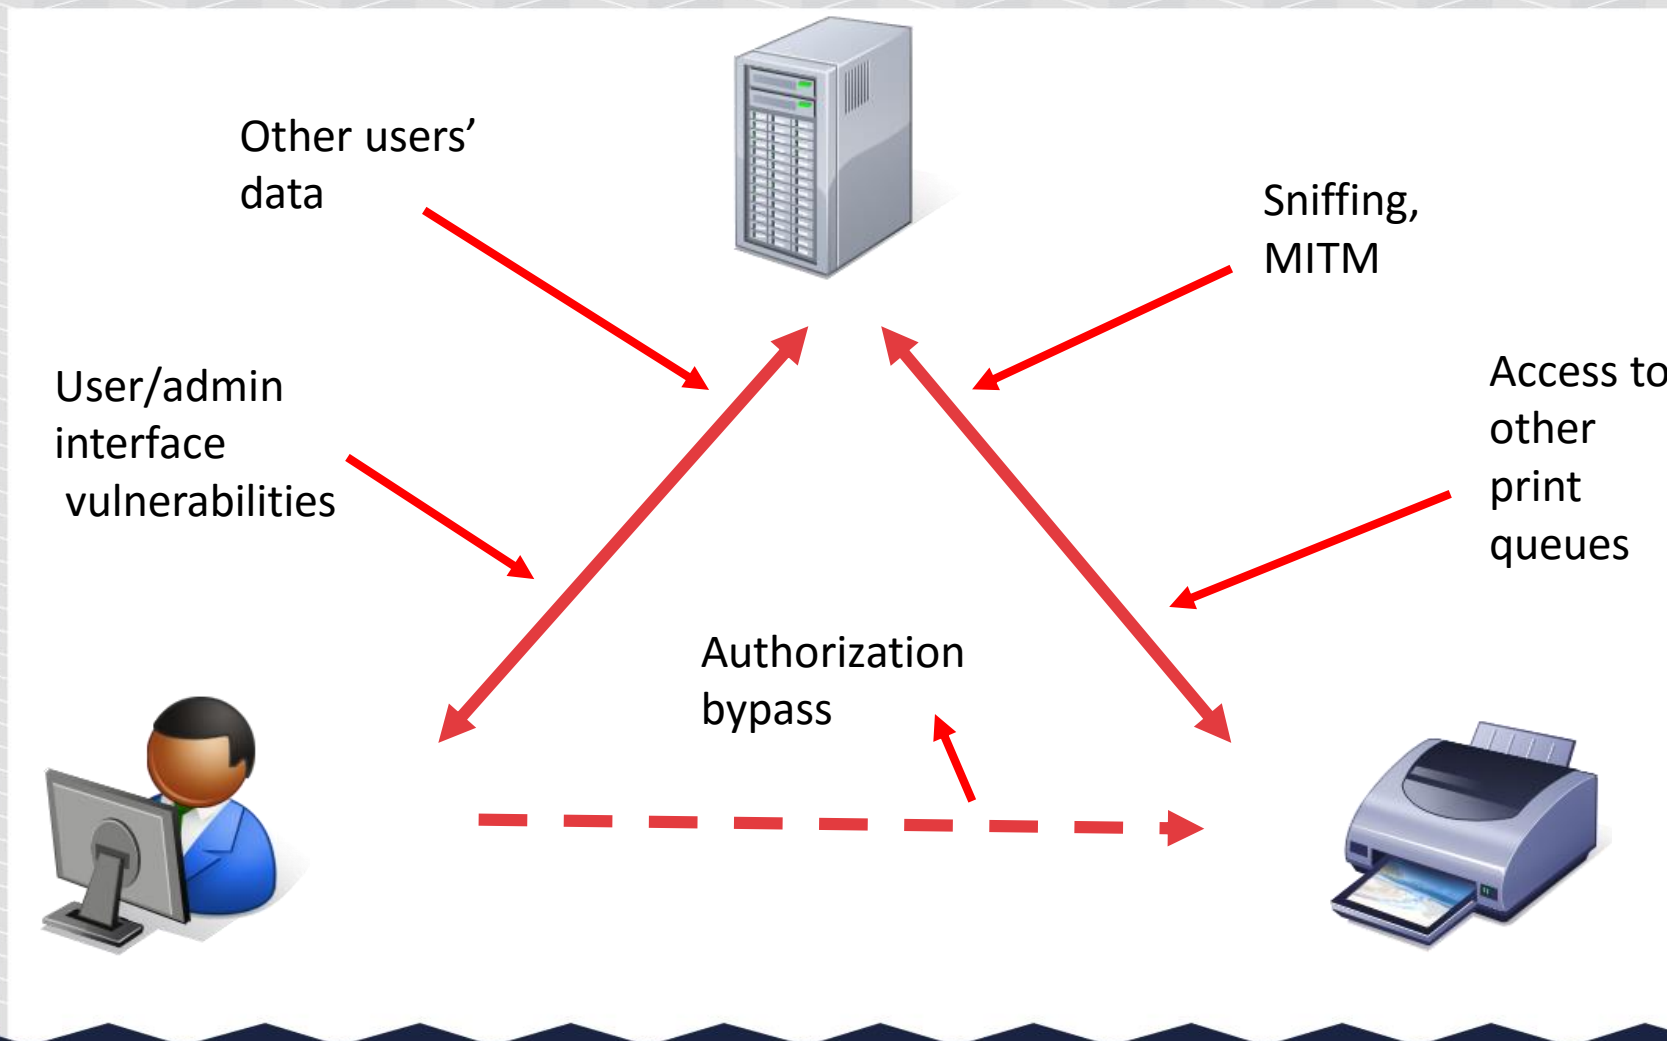 Other users’
data
Sniffing,
MITM
User/admin
interface
vulnerabilities
Access to
other
print
queues
Authorization
bypass